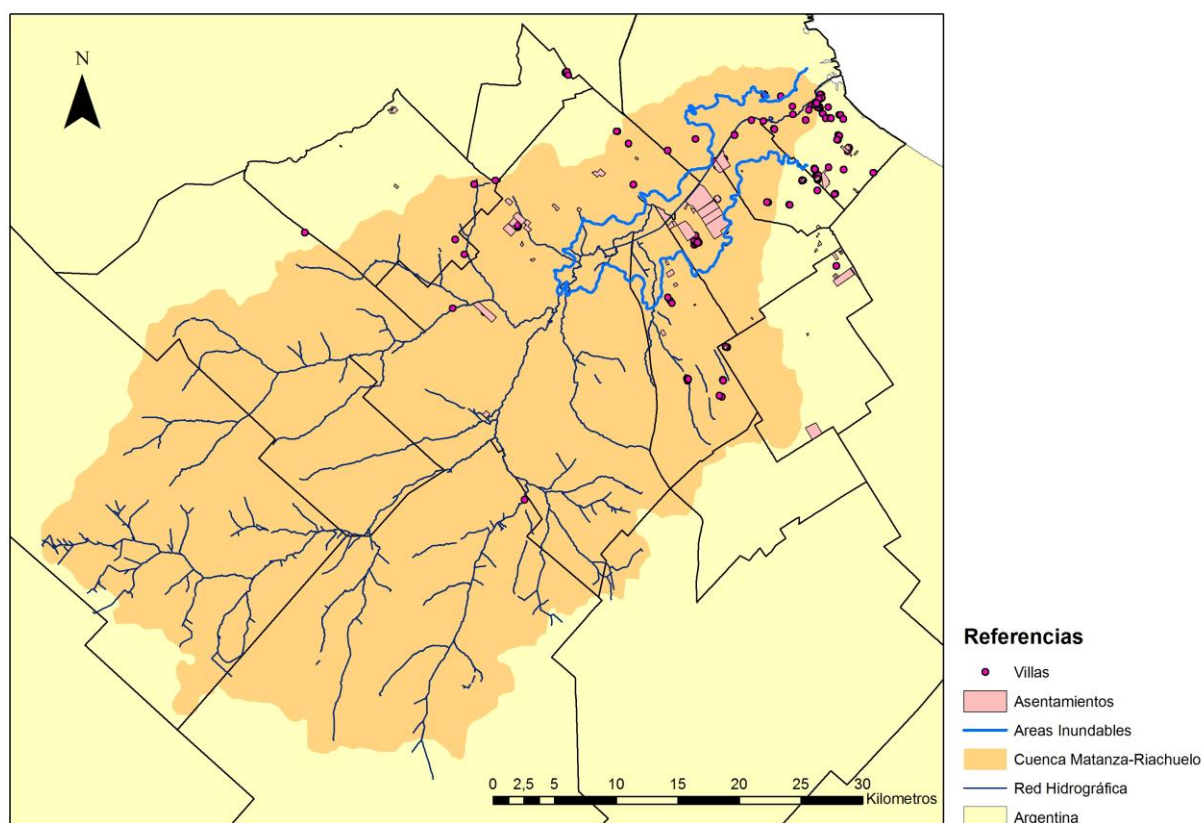 N
0 2,5 5 10 15 20 25 30
Kilometros
Referencias
Villas
Asentamientos
Areas Inundables
Cuenca Matanza-Riachuelo
Red Hidrográfica
Argentina